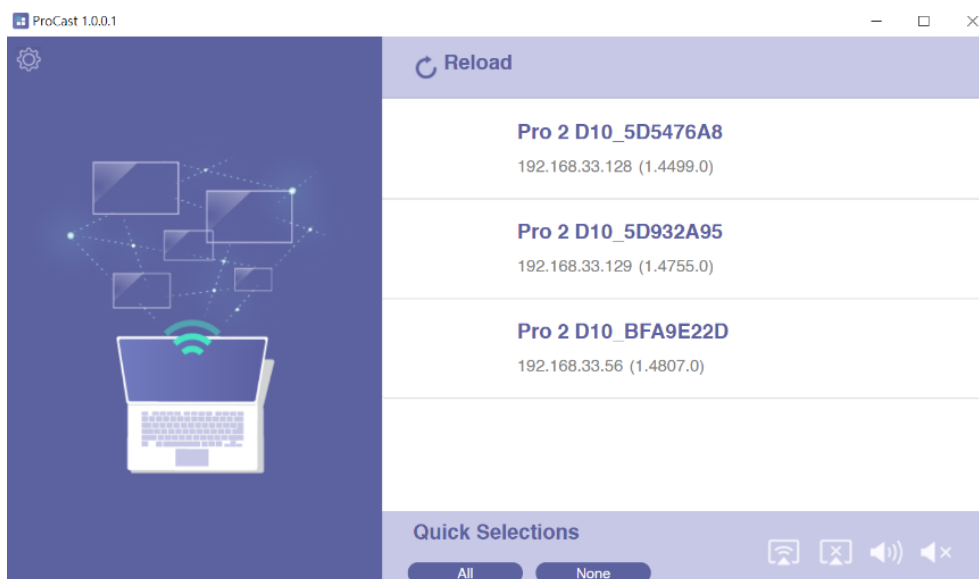 ProCast 1.0.0.1
Reload
Pro 2 D10_5D5476A8
192.168.33.128 (1.4499.0)
Pro 2 D10_5D932A95
192.168.33.129 (1.4755.0)
Pro 2 D10_BFA9E22D
192.168.33.56 (1.4807.0)
Quick Selections
All
None